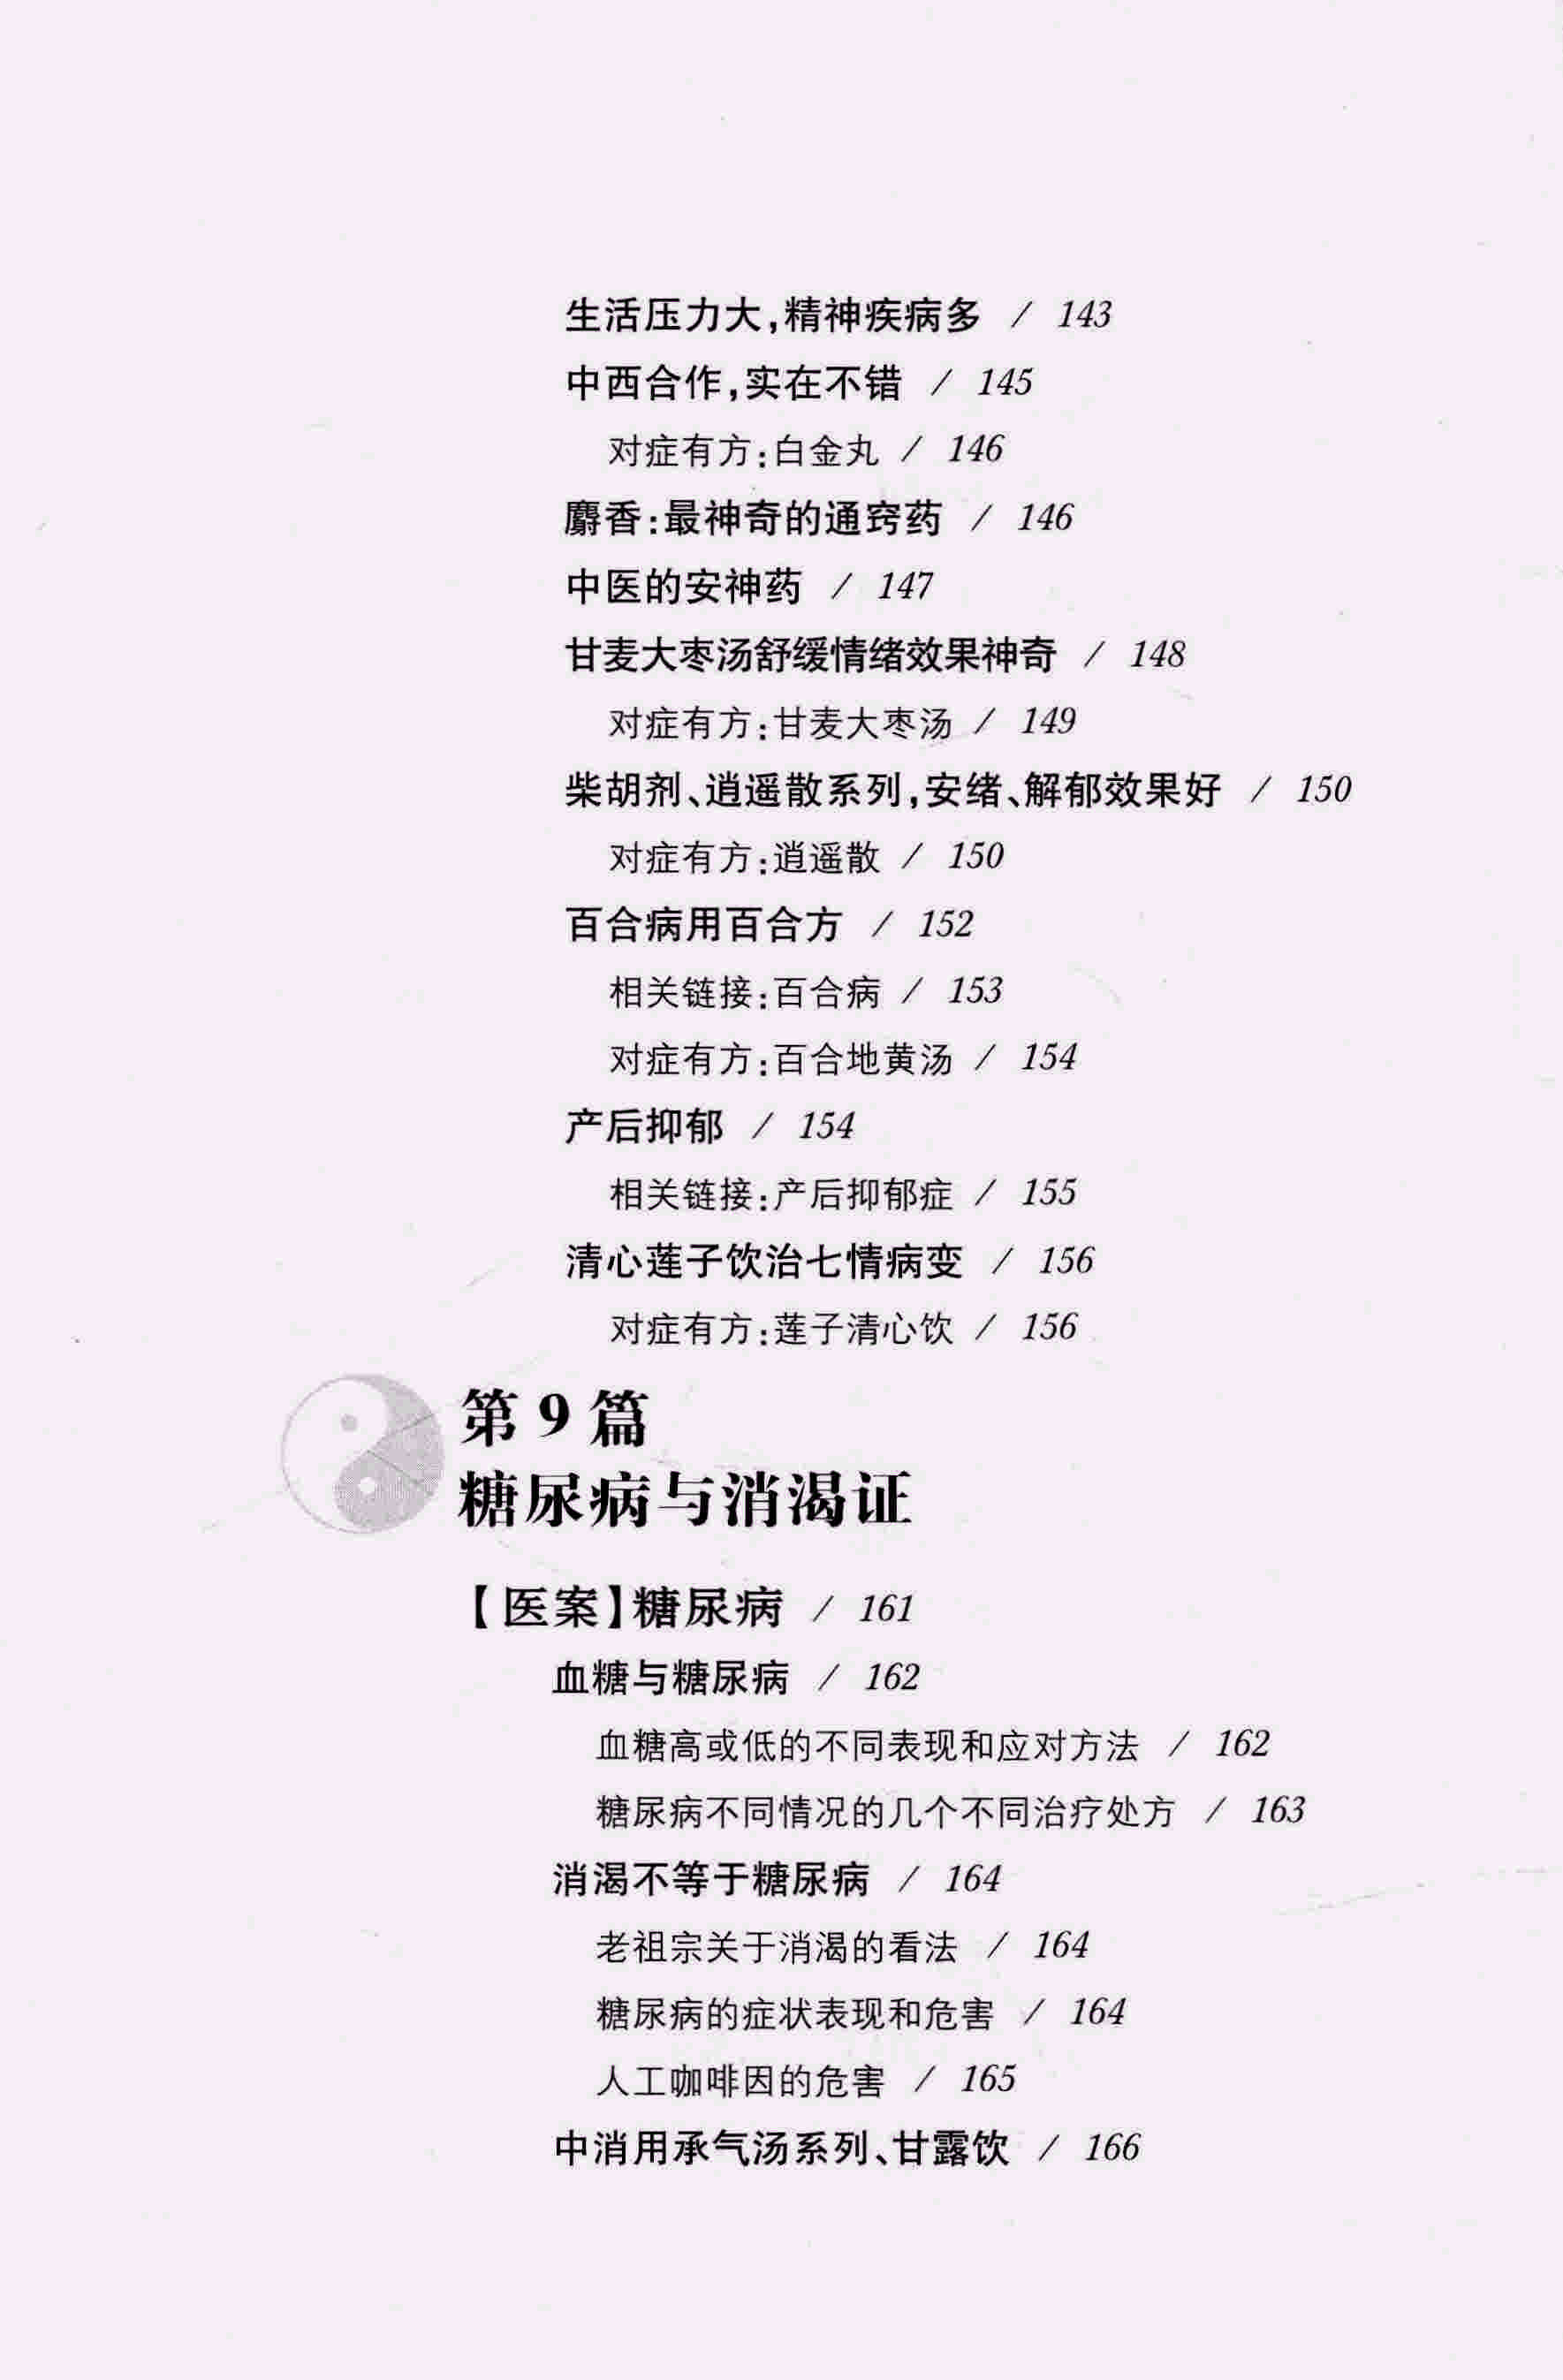 生活压力大,精神疾病多 / 143
中西合作,实在不错 / 145
对症有方:白金丸 / 146
麝香:最神奇的通窍药 / 146
中医的安神药 / 147
甘麦大枣汤舒缓情绪效果神奇 / 148
对症有方:甘麦大枣汤 / 149
柴胡剂、逍遥散系列,安绪、解郁效果好 / 150
对症有方:逍遥散 / 150
百合病用百合方 / 152
相关链接:百合病 / 153
对症有方:百合地黄汤 / 154
产后抑郁 / 154
相关链接:产后抑郁症 / 155
清心莲子饮治七情病变 / 156
对症有方:莲子清心饮 / 156
第 9 篇
糖尿病与消渴证
【医案】糖尿病 / 161
血糖与糖尿病 / 162
血糖高或低的不同表现和应对方法 / 162
糖尿病不同情况的几个不同治疗处方 / 163
消渴不等于糖尿病 / 164
老祖宗关于消渴的看法 / 164
糖尿病的症状表现和危害 / 164
人工咖啡因的危害 / 165
中消用承气汤系列、甘露饮 / 166